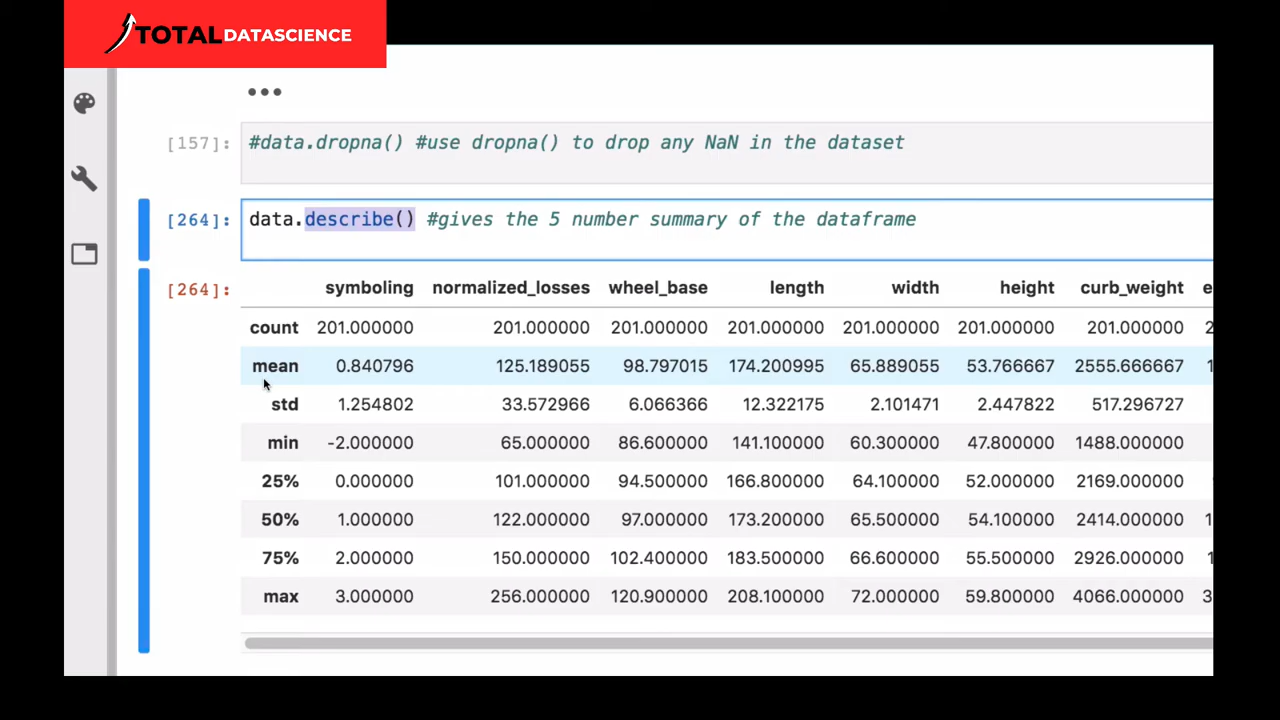 TOTAL DATASCIENCE
[157]: #data.dropna() #use dropna() to drop any NaN in the dataset
[264]: data.describe() #gives the 5 number summary of the dataframe
[264]: symboling normalized_losses wheel_base length width height curb_weight e
count 201.000000 201.000000 201.000000 201.000000 201.000000 201.000000 201.000000 2
mean 0.840796 125.189055 98.797015 174.200995 65.889055 53.766667 2555.666667 1
std 1.254802 33.572966 6.066366 12.322175 2.101471 2.447822 517.296727
min -2.000000 65.000000 86.600000 141.100000 60.300000 47.800000 1488.000000
25% 0.000000 101.000000 94.500000 166.800000 64.100000 52.000000 2169.000000
50% 1.000000 122.000000 97.000000 173.200000 65.500000 54.100000 2414.000000 1
75% 2.000000 150.000000 102.400000 183.500000 66.600000 55.500000 2926.000000 1
max 3.000000 256.000000 120.900000 208.100000 72.000000 59.800000 4066.000000 3